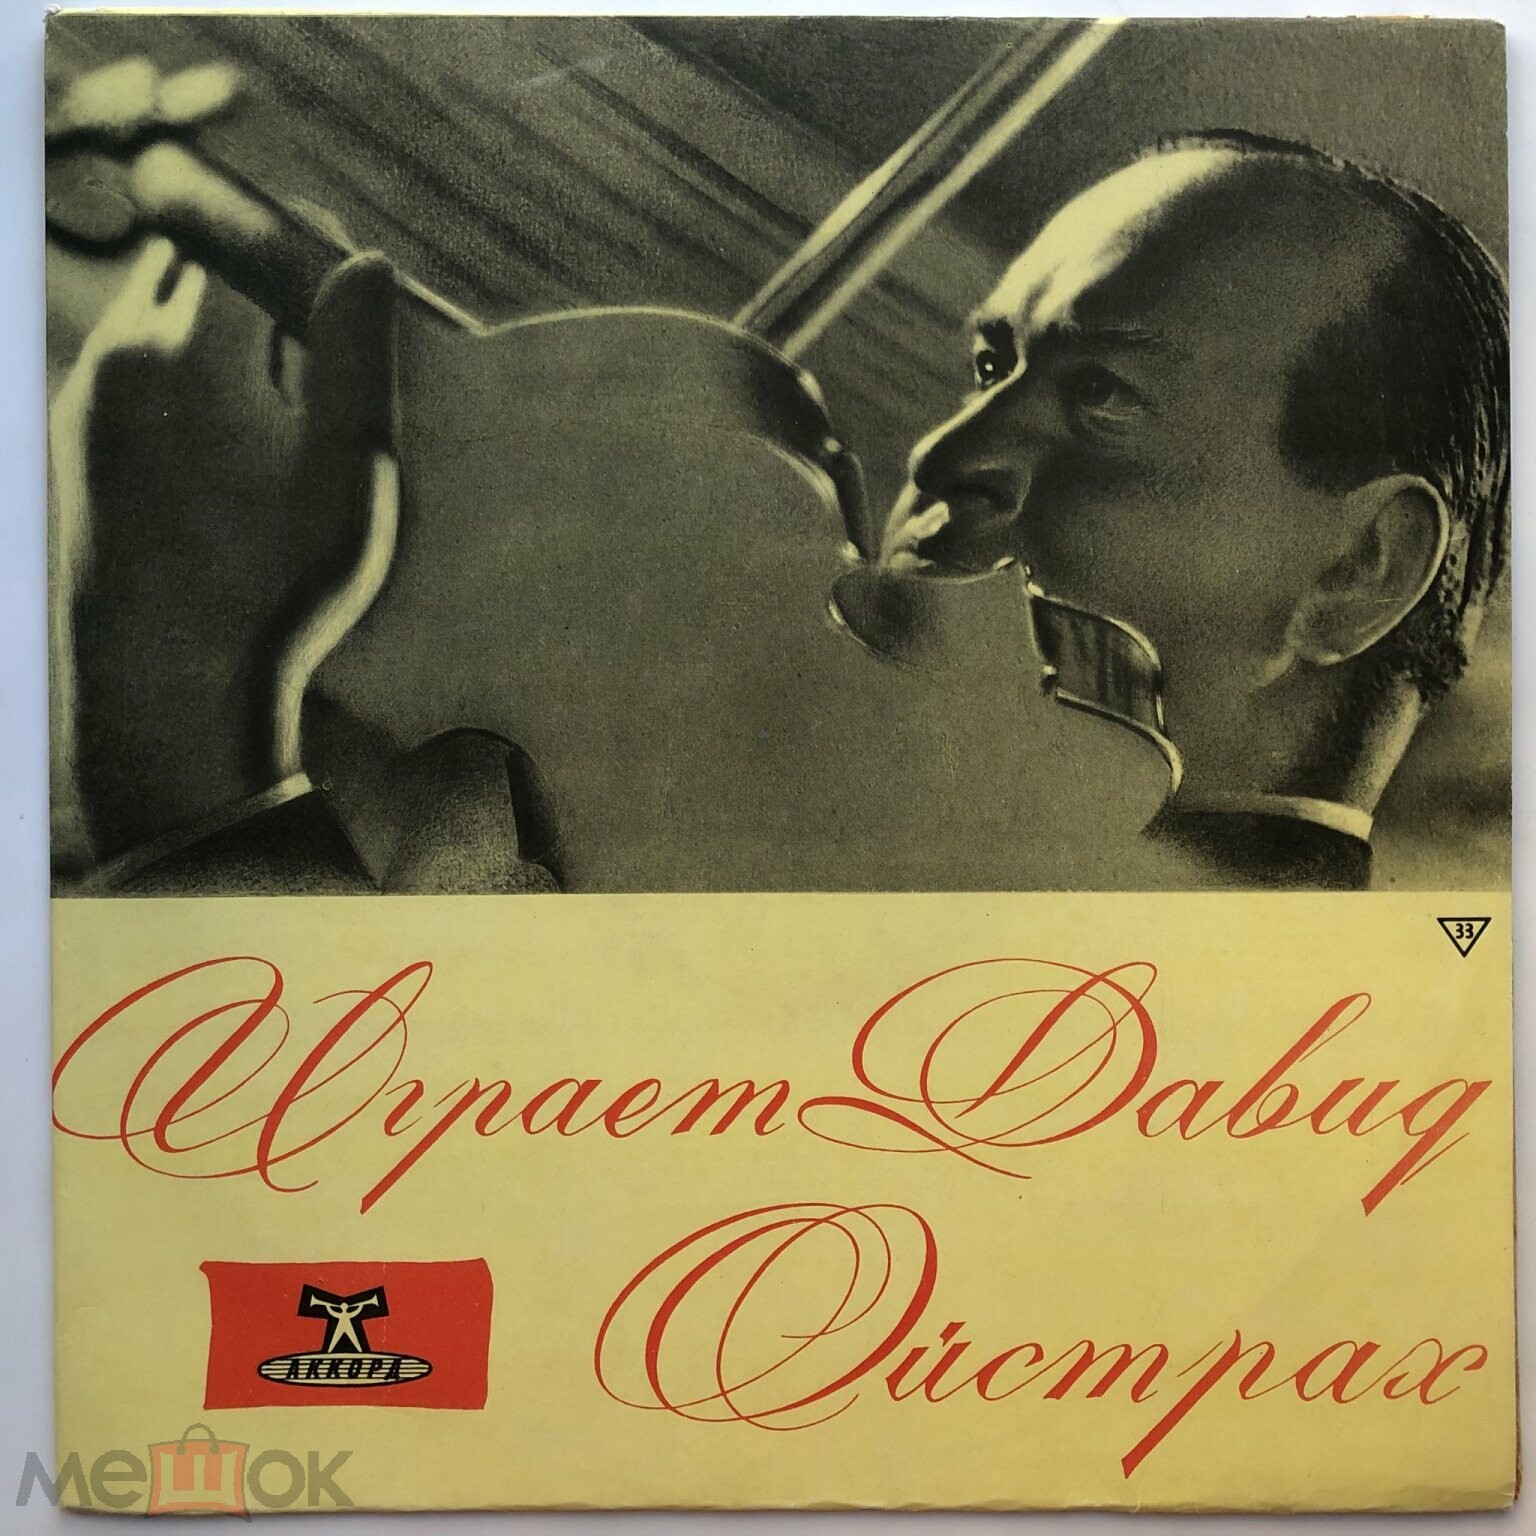 33
Играет Давид
Ойстрах
АККОРД
мешок